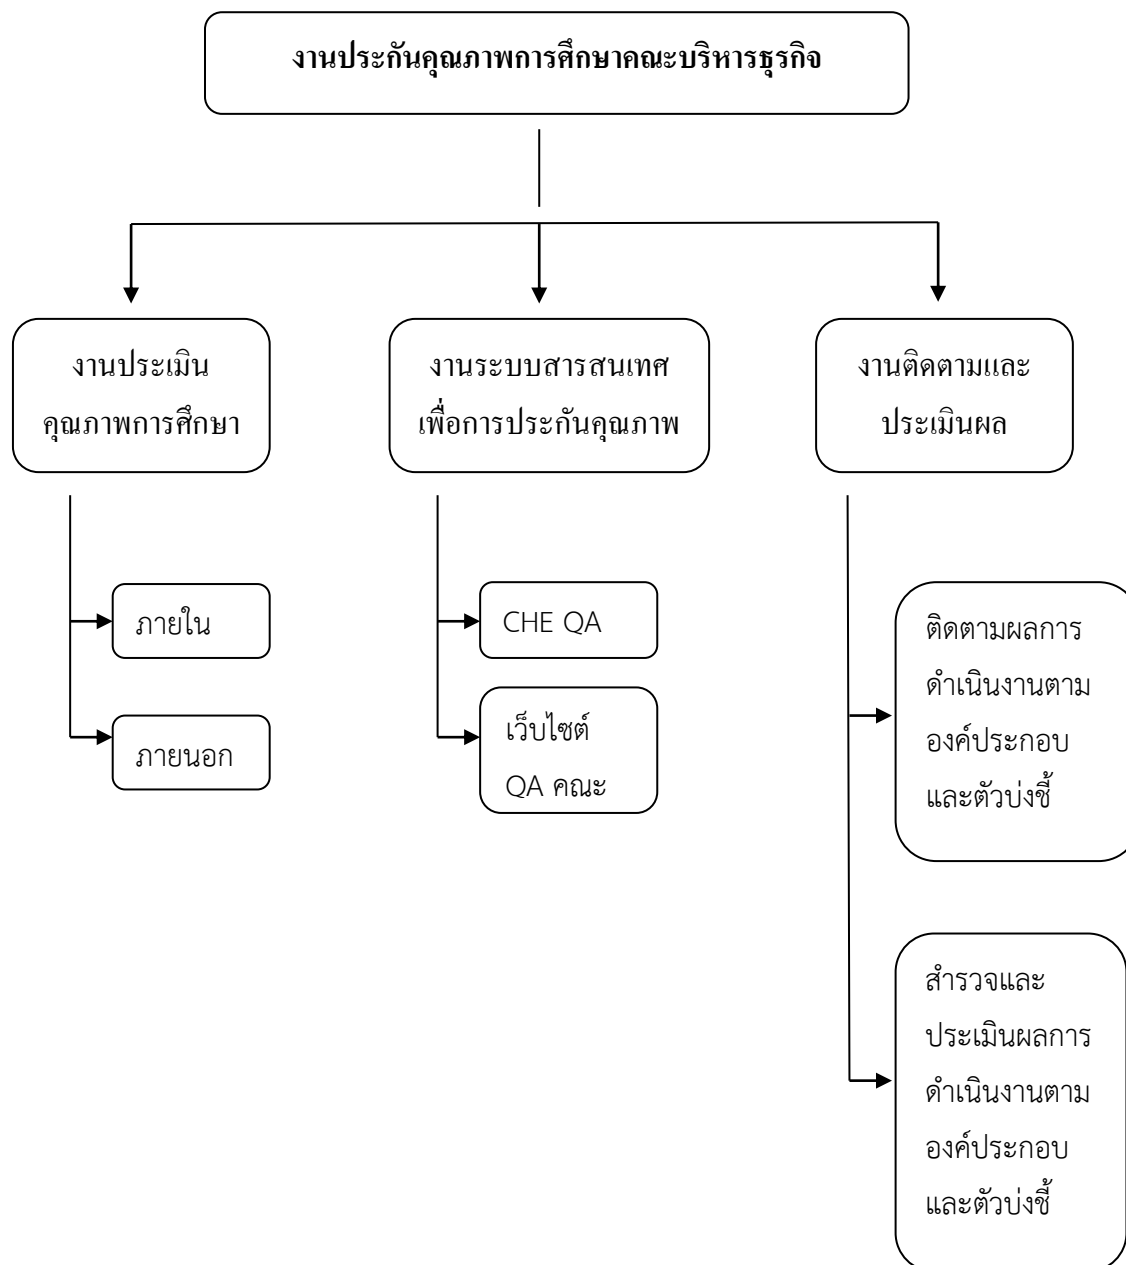 งานประกันคุณภาพการศึกษาคณะบริหารธุรกิจ
งานประเมิน
คุณภาพการศึกษา
งานระบบสารสนเทศ
เพื่อการประกันคุณภาพ
งานติดตามและ
ประเมินผล
ภายใน
ภายนอก
CHE QA
เว็บไซต์
QA คณะ
ติดตามผลการ
ดำเนินงานตาม
องค์ประกอบ
และตัวบ่งชี้
สำรวจและ
ประเมินผลการ
ดำเนินงานตาม
องค์ประกอบ
และตัวบ่งชี้